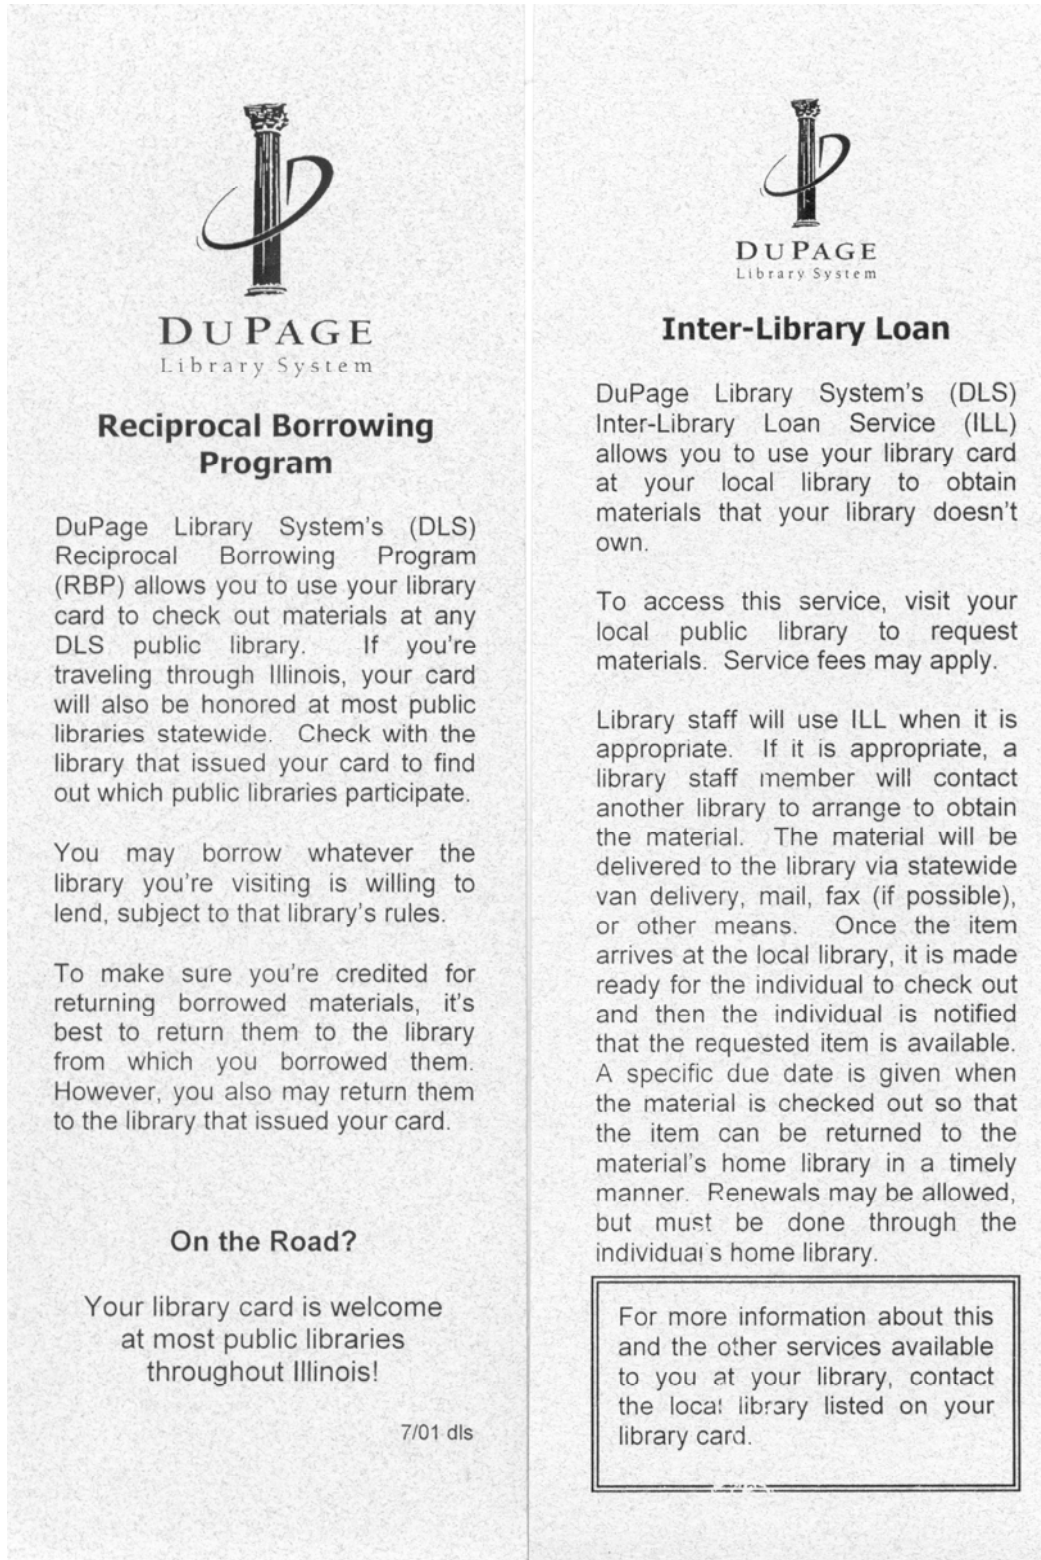 DUPAGE
Library System
Reciprocal Borrowing
Program
DuPage Library System's (DLS)
Reciprocal Borrowing Program
(RBP) allows you to use your library
card to check out materials at any
DLS public library. If you're
traveling through Illinois, your card
will also be honored at most public
libraries statewide. Check with the
library that issued your card to find
out which public libraries participate.
You may borrow whatever the
library you're visiting is willing to
lend, subject to that library's rules.
To make sure you're credited for
returning borrowed materials, it's
best to return them to the library
from which you borrowed them.
However, you also may return them
to the library that issued your card.
On the Road?
Your library card is welcome
at most public libraries
throughout Illinois!
7/01 dls
DUPAGE
Library System
Inter-Library Loan
DuPage Library System's (DLS)
Inter-Library Loan Service (ILL)
allows you to use your library card
at your local library to obtain
materials that your library doesn't
own.
To access this service, visit your
local public library to request
materials. Service fees may apply.
Library staff will use ILL when it is
appropriate. If it is appropriate, a
library staff member will contact
another library to arrange to obtain
the material. The material will be
delivered to the library via statewide
van delivery, mail, fax (if possible),
or other means. Once the item
arrives at the local library, it is made
ready for the individual to check out
and then the individual is notified
that the requested item is available.
A specific due date is given when
the material is checked out so that
the item can be returned to the
material's home library in a timely
manner. Renewals may be allowed,
but must be done through the
individual's home library.
For more information about this
and the other services available
to you at your library, contact
the local library listed on your
library card.